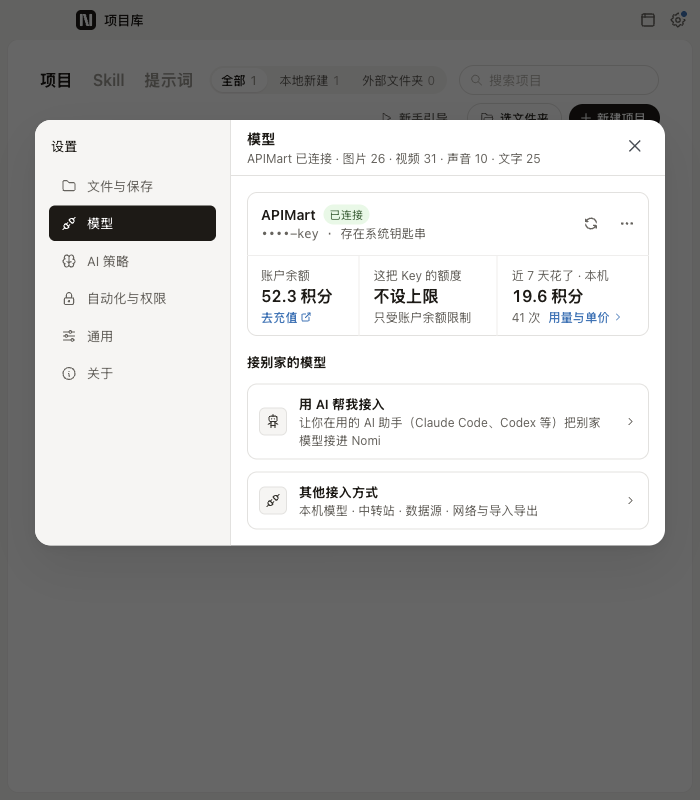 N 项目库
项目 Skill 提示词 全部 1 本地新建 1 外部文件夹 0 搜索项目
新手引导 选文件夹 + 新建项目
设置
文件与保存
模型
AI 策略
自动化与权限
通用
关于
模型
APIMart 已连接 · 图片 26 · 视频 31 · 声音 10 · 文字 25
APIMart 已连接
••••-key · 存在系统钥匙串
账户余额
52.3 积分
去充值
这把 Key 的额度
不设上限
只受账户余额限制
近 7 天花了 · 本机
19.6 积分
41 次 用量与单价
接别家的模型
用 AI 帮我接入
让你在用的 AI 助手（Claude Code、Codex 等）把别家
模型接进 Nomi
其他接入方式
本机模型 · 中转站 · 数据源 · 网络与导入导出